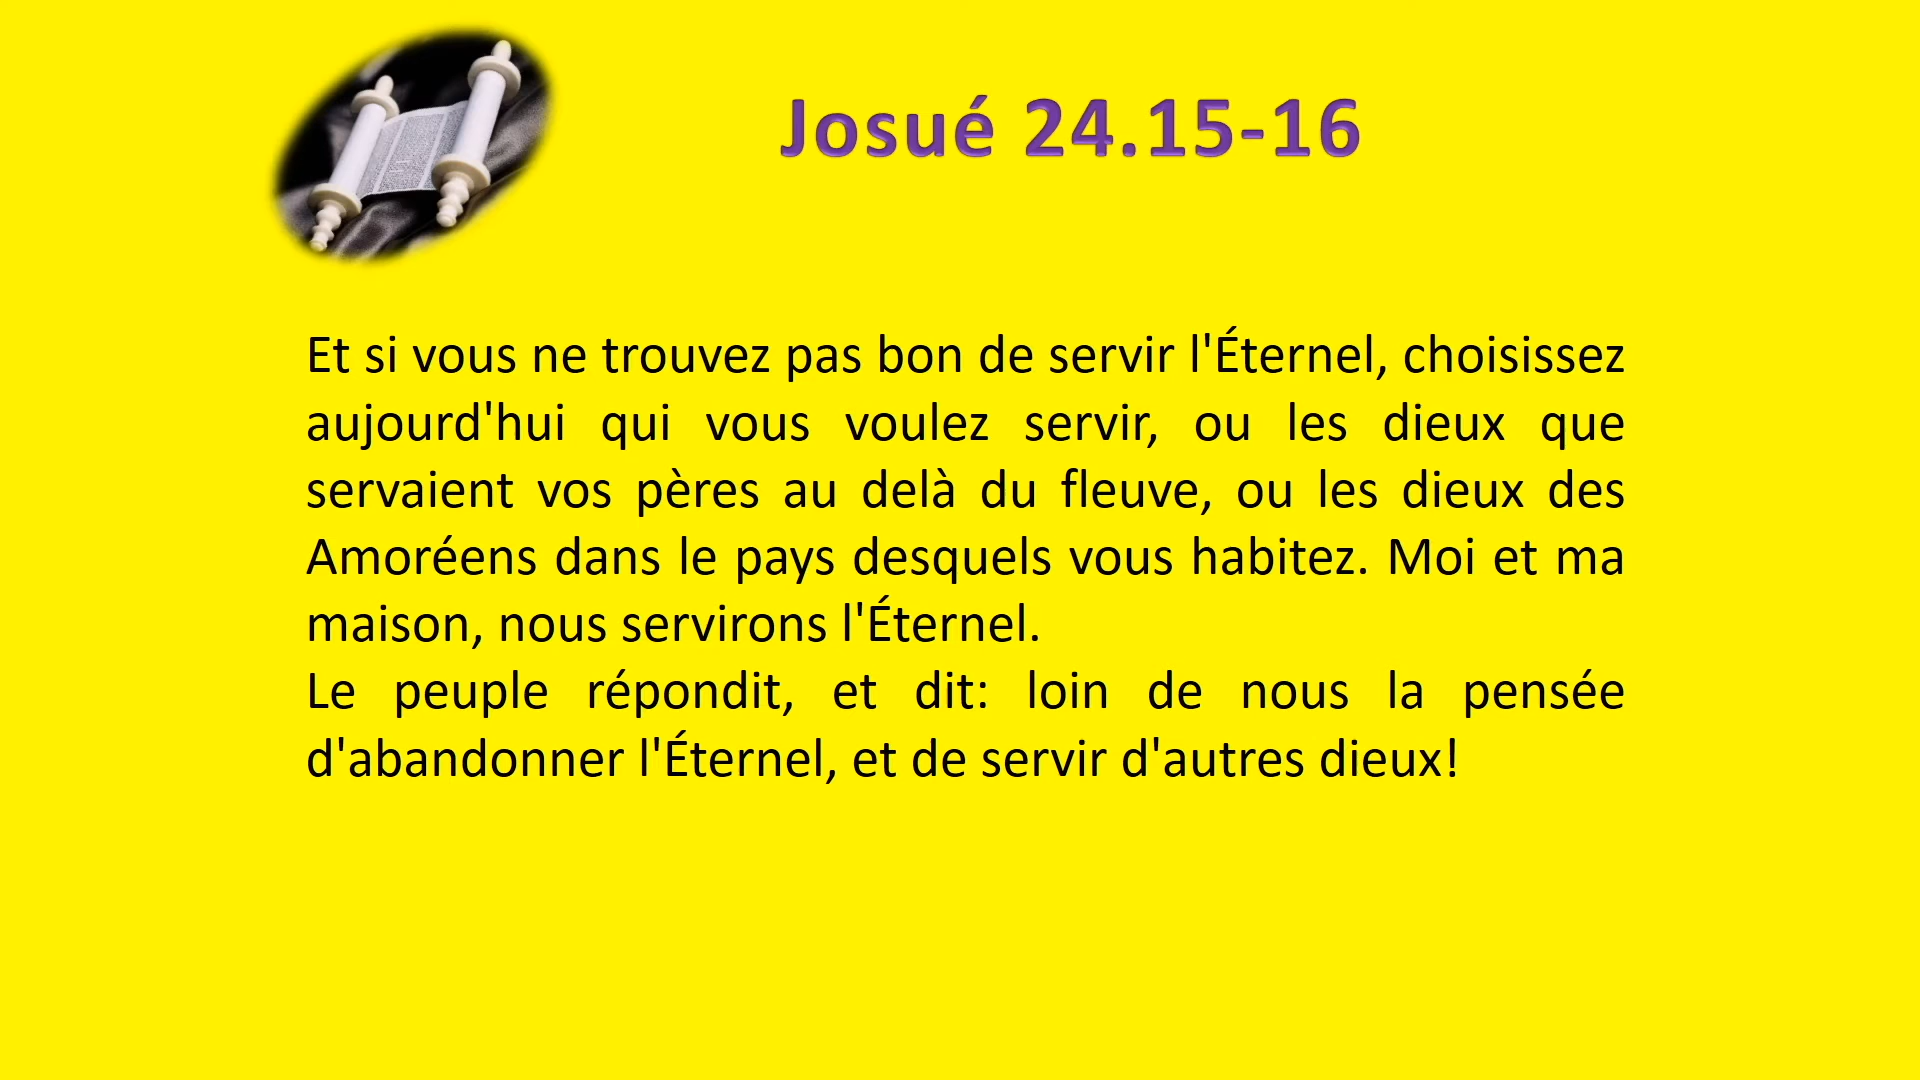 Josué 24.15-16
Et si vous ne trouvez pas bon de servir l'Éternel, choisissez
aujourd'hui qui vous voulez servir, ou les dieux que
servaient vos pères au delà du fleuve, ou les dieux des
Amoréens dans le pays desquels vous habitez. Moi et ma
maison, nous servirons l'Éternel.
Le peuple répondit, et dit: loin de nous la pensée
d'abandonner l'Éternel, et de servir d'autres dieux!